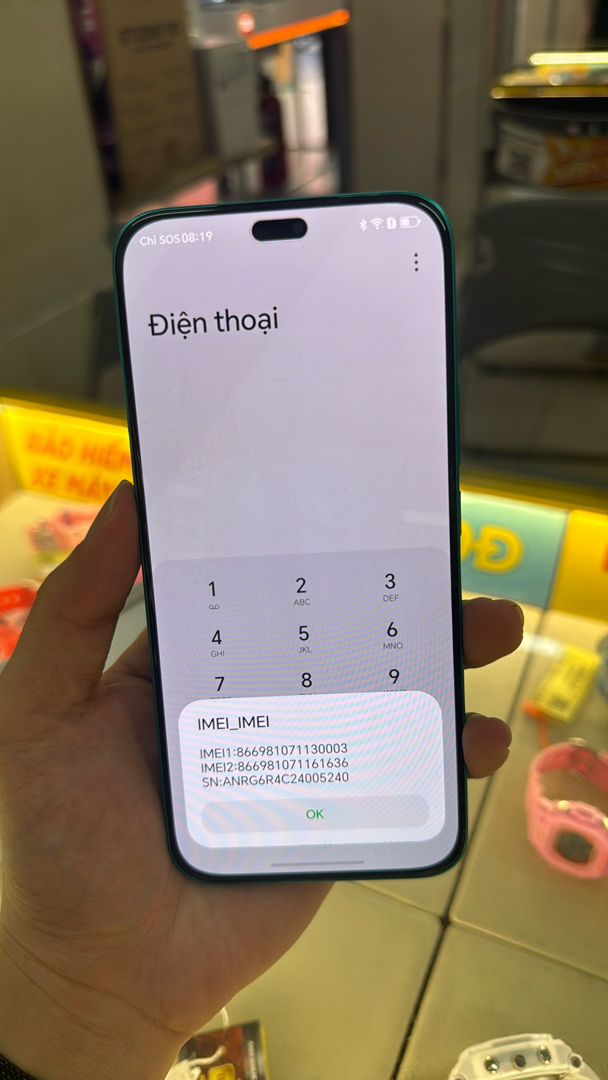 Chỉ SOS 08:19
Điện thoại
BẢO HIỂM
XE MÁY
1
2
ABC
3
DEF
4
GHI
5
JKL
6
MNO
7
8
9
IMEI_IMEI
IMEI1:866981071130003
IMEI2:866981071161636
SN:ANRG6R4C24005240
OK